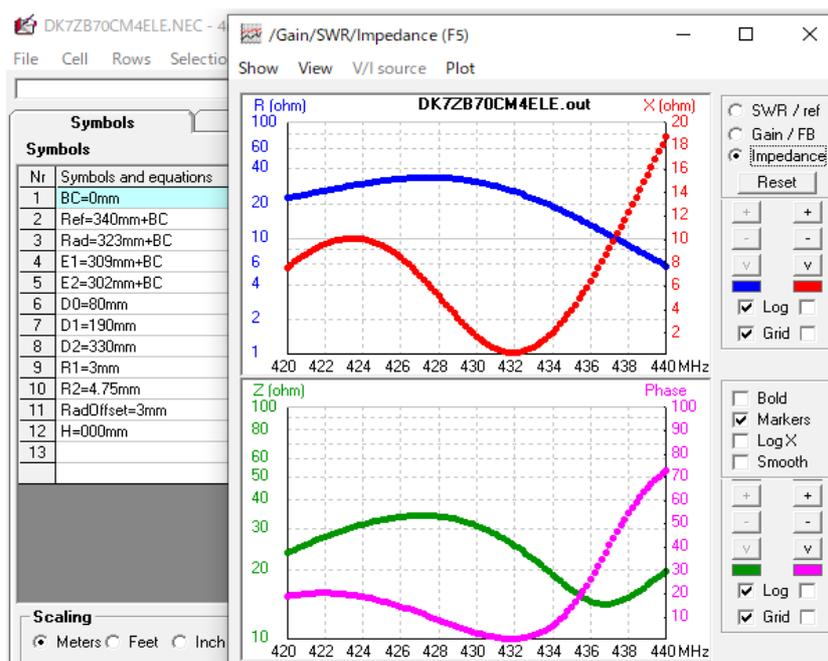 DK7ZB70CM4ELE.NEC - 4
File Cell Rows Selectio
Symbols
Symbols
Nr Symbols and equations
1 BC=0mm
2 Ref=340mm+BC
3 Rad=323mm+BC
4 E1=309mm+BC
5 E2=302mm+BC
6 D0=80mm
7 D1=190mm
8 D2=330mm
9 R1=3mm
10 R2=4.75mm
11 RadOffset=3mm
12 H=000mm
13
Scaling
Meters Feet Inch
/Gain/SWR/Impedance (F5)
Show View V/I source Plot
R (ohm) DK7ZB70CM4ELE.out X (ohm)
100 60 40 20 10 6 4 2 1
20 18 16 14 12 10 8 6 4 2
420 422 424 426 428 430 432 434 436 438 440 MHz
Z (ohm) Phase
100 80 60 50 40 30 20 10
100 90 80 70 60 50 40 30 20 10
420 422 424 426 428 430 432 434 436 438 440 MHz
SWR / ref
Gain / FB
Impedance
Reset
+ +
- -
v v
Log
Grid
Bold
Markers
Log X
Smooth
+ +
- -
v v
Log
Grid